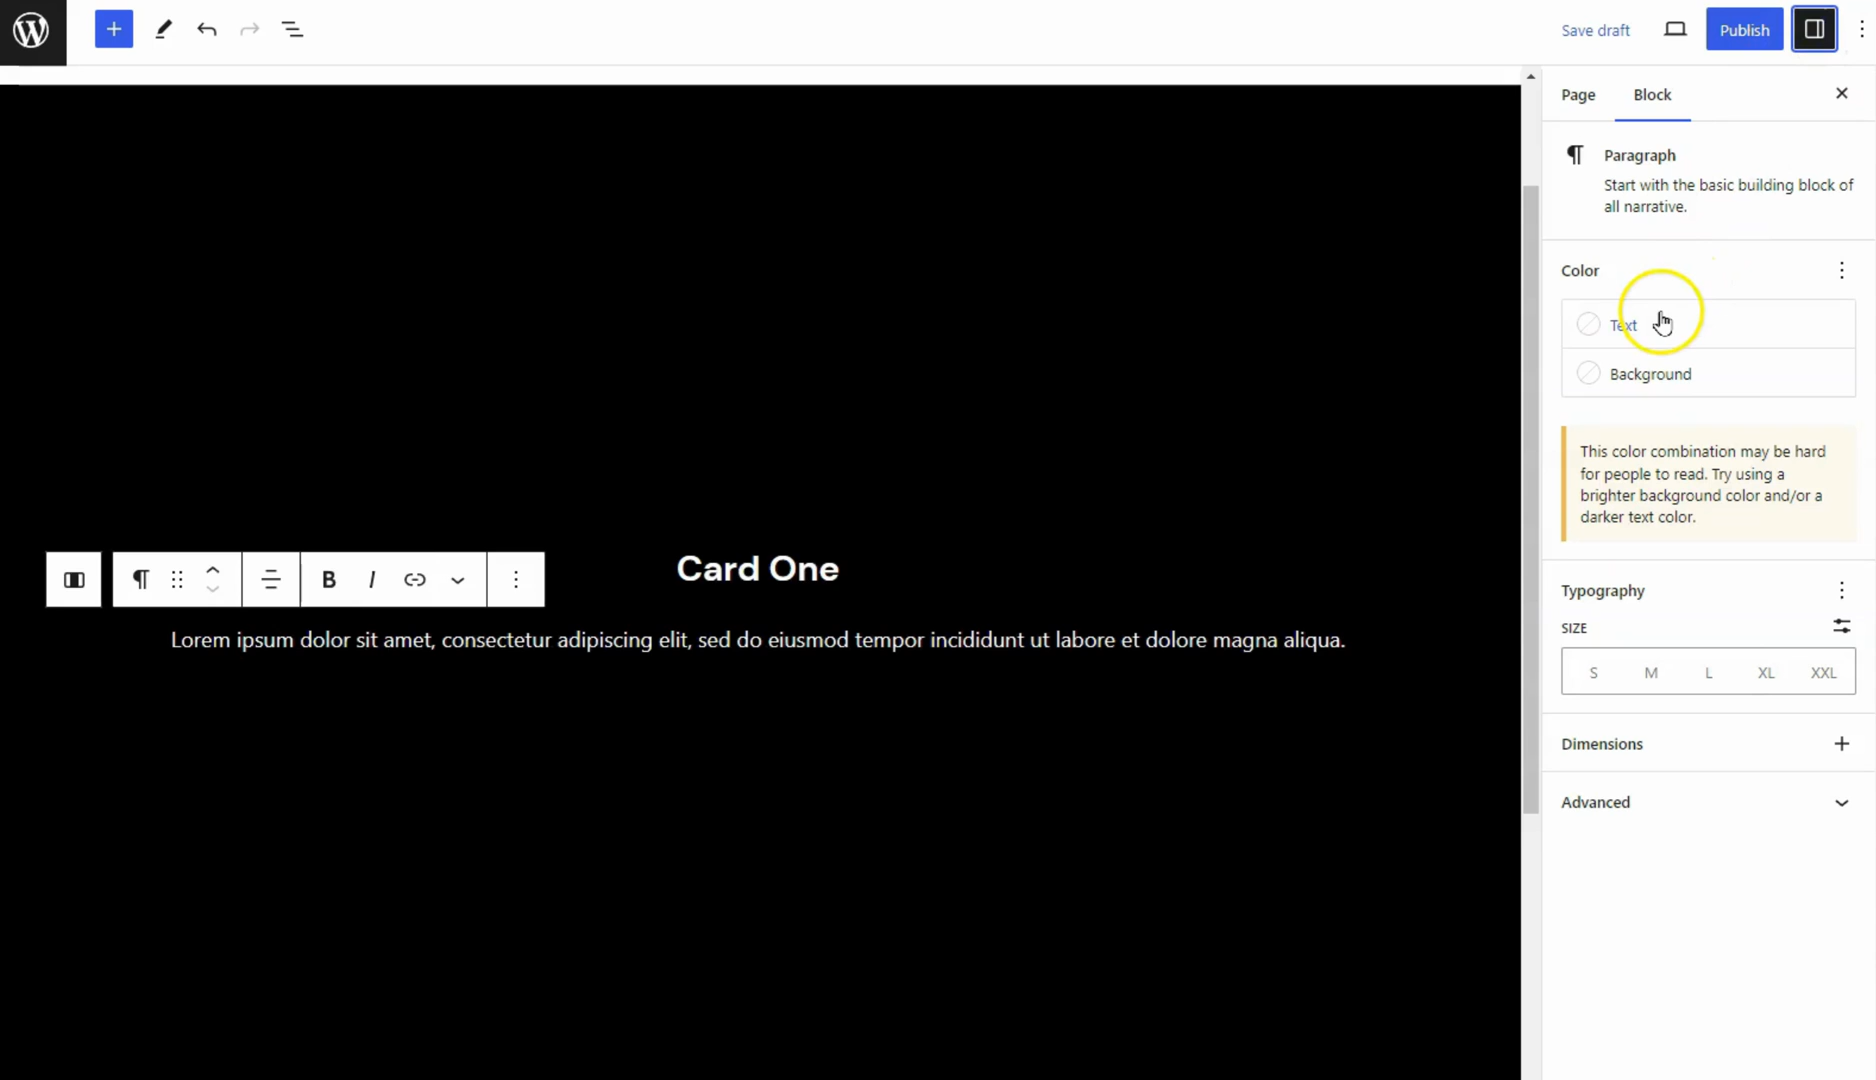 Save draft
Publish
Page
Block
Paragraph
Start with the basic building block of
all narrative.
Color
Text
Background
This color combination may be hard
for people to read. Try using a
brighter background color and/or a
darker text color.
Card One
B I
Lorem ipsum dolor sit amet, consectetur adipiscing elit, sed do eiusmod tempor incididunt ut labore et dolore magna aliqua.
Typography
SIZE
S M L XL XXL
Dimensions
Advanced